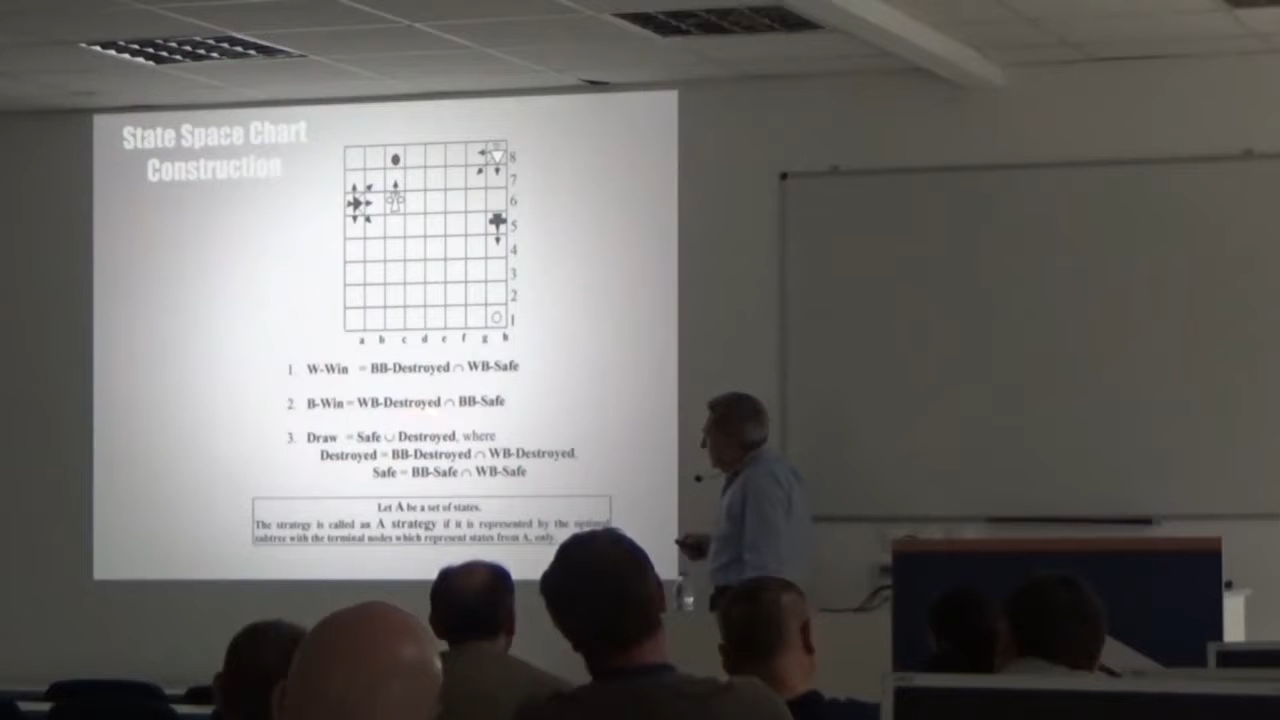 State Space Chart
Construction
8
7
6
5
4
3
2
1
a b c d e f g h
1. W-Win = BB-Destroyed ∩ WB-Safe
2. B-Win = WB-Destroyed ∩ BB-Safe
3. Draw = Safe ∪ Destroyed, where
Destroyed = BB-Destroyed ∩ WB-Destroyed,
Safe = BB-Safe ∩ WB-Safe
Let A be a set of states.
The strategy is called an A strategy if it is represented by the optimal
subtree with the terminal nodes which represent states from A, only.